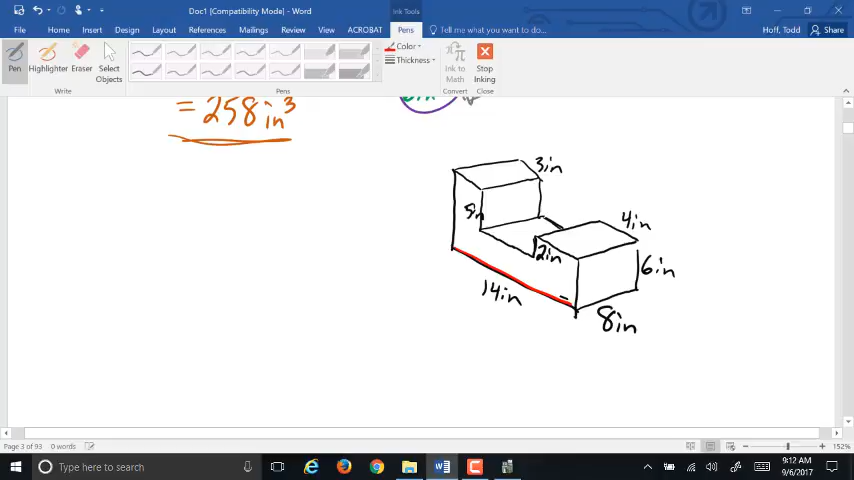 Doc1 [Compatibility Mode] - Word
Ink Tools
Hoff, Todd
Share
File
Home
Insert
Design
Layout
References
Mailings
Review
View
ACROBAT
Pens
Tell me what you want to do...
Pen
Highlighter
Eraser
Select Objects
Color
Thickness
Ink to Math
Stop Inking
Write
Pens
Convert
Close
= 258in³
3in
5in
4in
2in
6in
14in
8in
Page 3 of 93
0 words
152%
Type here to search
9:12 AM
9/6/2017